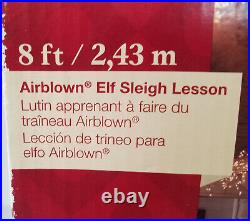 8 ft / 2,43 m
Airblown® Elf Sleigh Lesson
Lutin apprenant à faire du
traîneau Airblown®
Lección de trineo para
elfo Airblown®